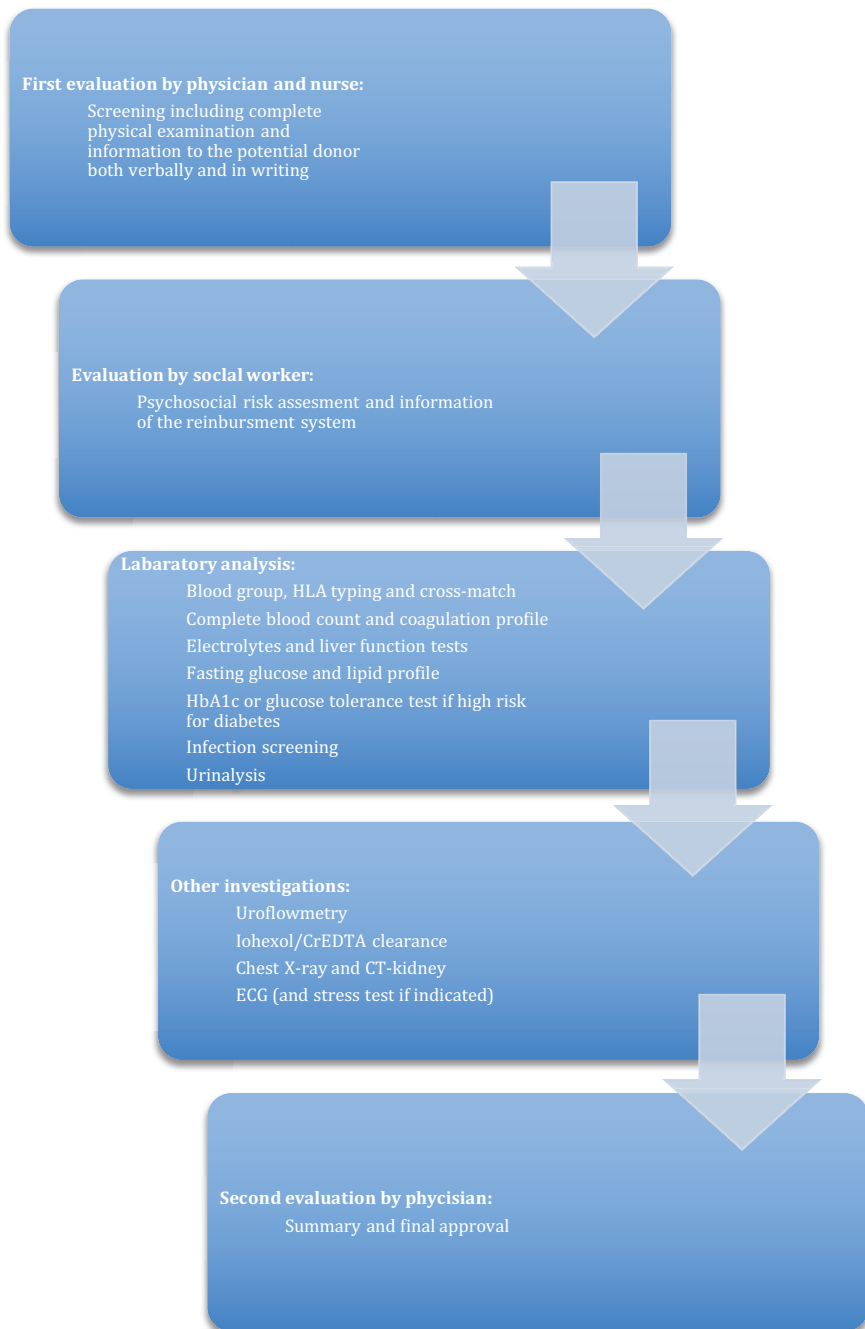 First evaluation by physician and nurse:
Screening including complete
physical examination and
information to the potential donor
both verbally and in writing
Evaluation by soclal worker:
Psychosocial risk assesment and information
of the reinbursment system
Labaratory analysis:
Blood group, HLA typing and cross-match
Complete blood count and coagulation profile
Electrolytes and liver function tests
Fasting glucose and lipid profile
HbA1c or glucose tolerance test if high risk
for diabetes
Infection screening
Urinalysis
Other investigations:
Uroflowmetry
Iohexol/CrEDTA clearance
Chest X-ray and CT-kidney
ECG (and stress test if indicated)
Second evaluation by phycisian:
Summary and final approval